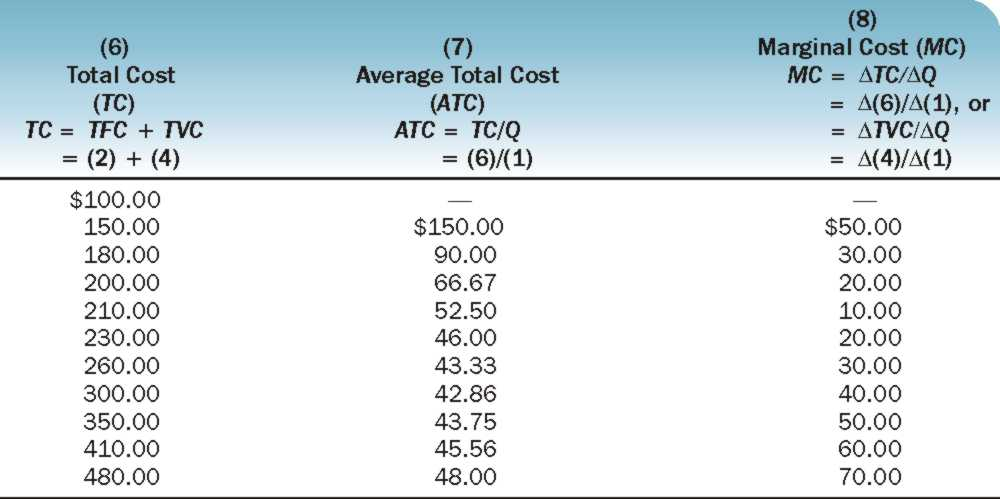 (6) (7) (8)
Total Cost Average Total Cost Marginal Cost (MC)
(TC) (ATC) MC = ΔTC/ΔQ
TC = TFC + TVC ATC = TC/Q = Δ(6)/Δ(1), or
= (2) + (4) = (6)/(1) = ΔTVC/ΔQ
= Δ(4)/Δ(1)
$100.00 — —
150.00 $150.00 $50.00
180.00 90.00 30.00
200.00 66.67 20.00
210.00 52.50 10.00
230.00 46.00 20.00
260.00 43.33 30.00
300.00 42.86 40.00
350.00 43.75 50.00
410.00 45.56 60.00
480.00 48.00 70.00